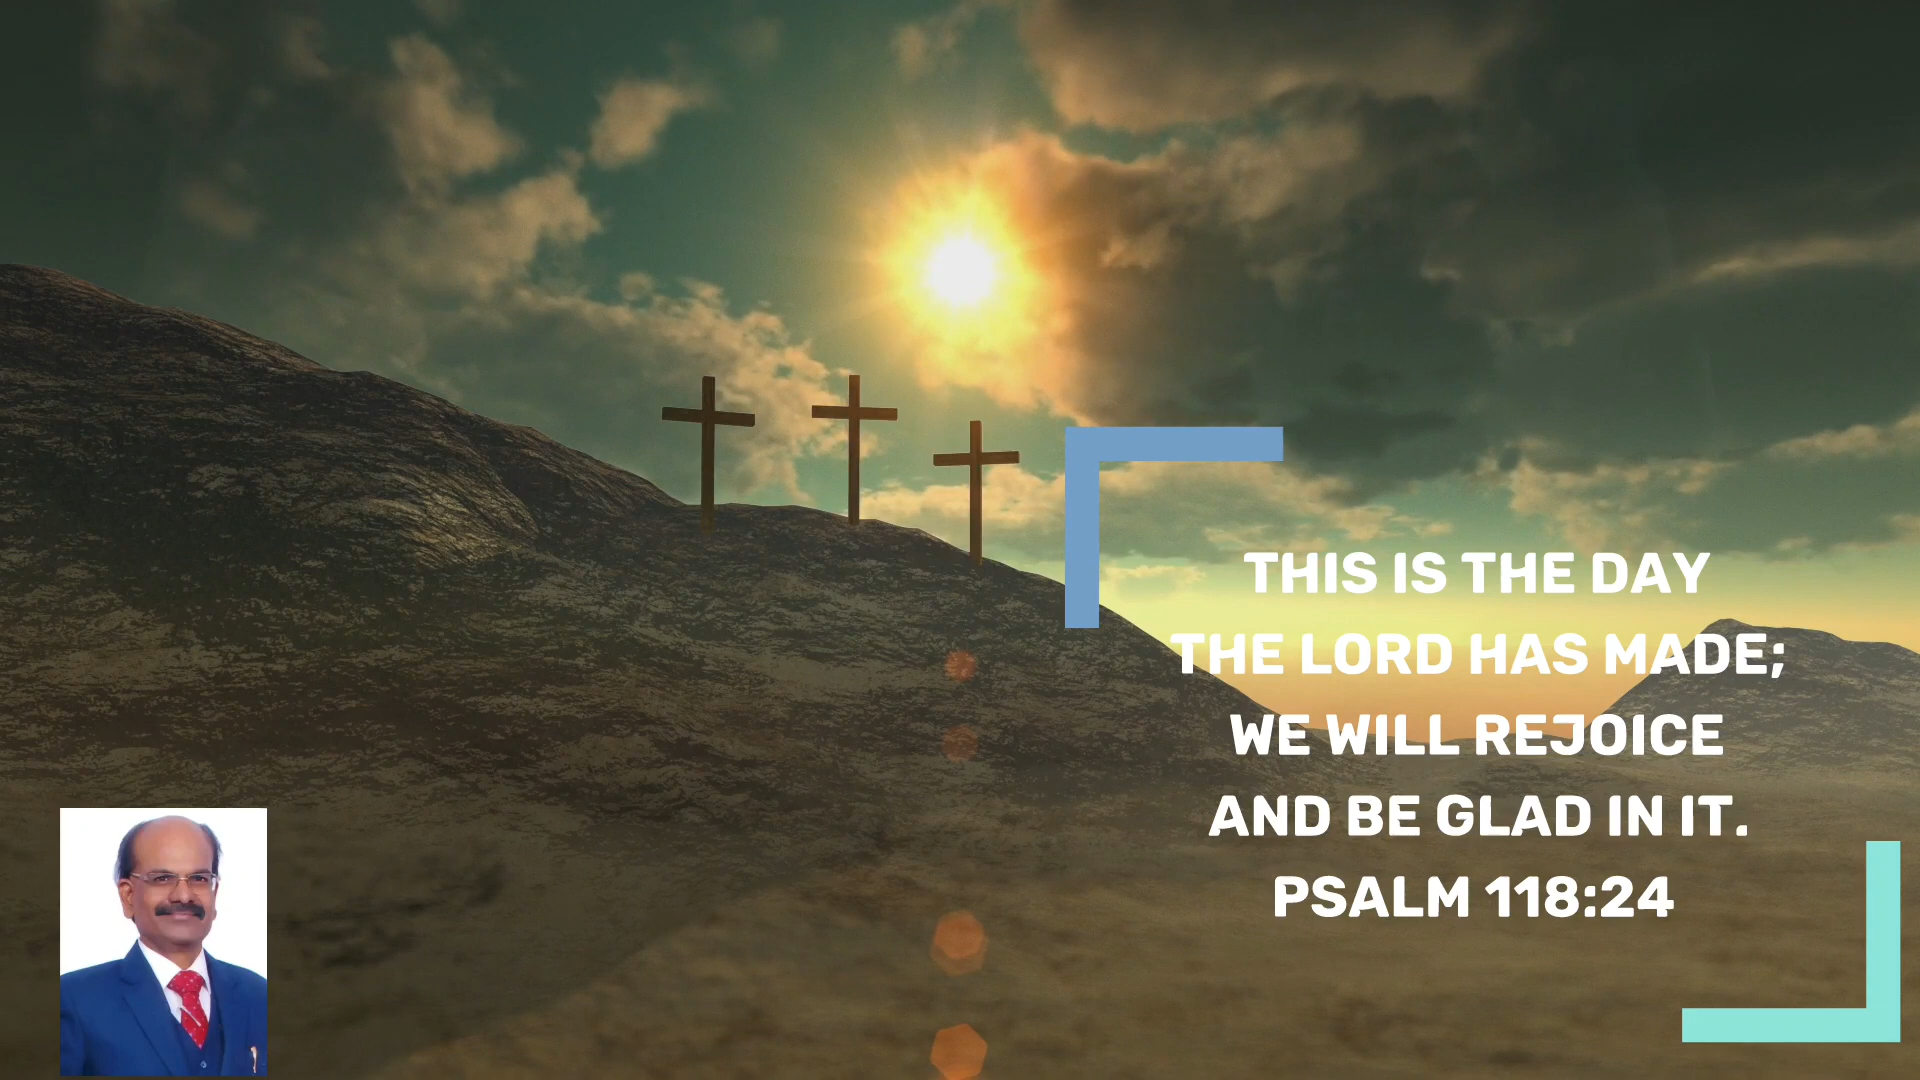 THIS IS THE DAY
THE LORD HAS MADE;
WE WILL REJOICE
AND BE GLAD IN IT.
PSALM 118:24